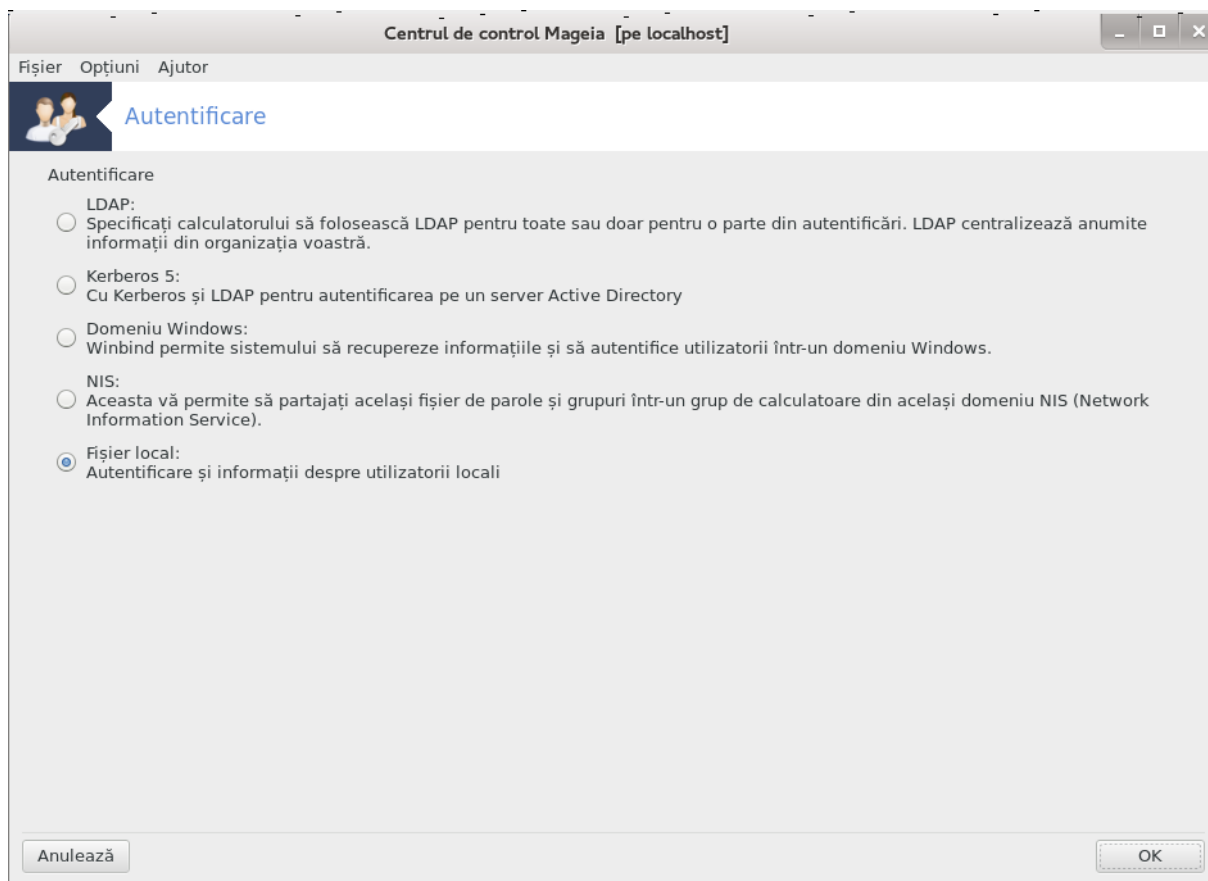 Centrul de control Mageia [pe localhost]
Fișier Opțiuni Ajutor
Autentificare
Autentificare
LDAP:
Specificați calculatorului să folosească LDAP pentru toate sau doar pentru o parte din autentificări. LDAP centralizează anumite
informații din organizația voastră.
Kerberos 5:
Cu Kerberos și LDAP pentru autentificarea pe un server Active Directory
Domeniu Windows:
Winbind permite sistemului să recupereze informațiile și să autentifice utilizatorii într-un domeniu Windows.
NIS:
Aceasta vă permite să partajați același fișier de parole și grupuri într-un grup de calculatoare din același domeniu NIS (Network
Information Service).
Fișier local:
Autentificare și informații despre utilizatorii locali
Anulează OK